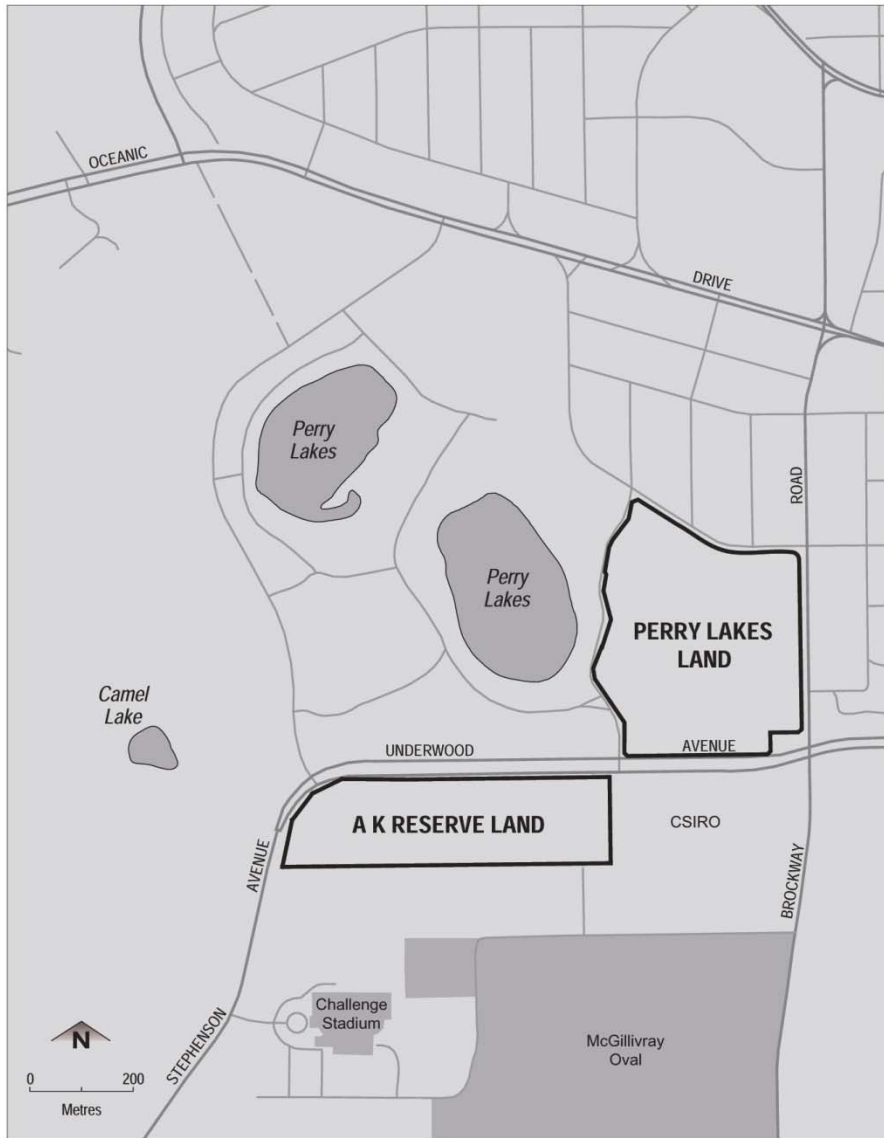 OCEANIC
DRIVE
Perry
Lakes
ROAD
Perry
Lakes
PERRY LAKES
LAND
Camel
Lake
UNDERWOOD
AVENUE
A K RESERVE LAND
CSIRO
AVENUE
BROCKWAY
Challenge
Stadium
McGillivray
Oval
STEPHENSON
N
0 200
Metres